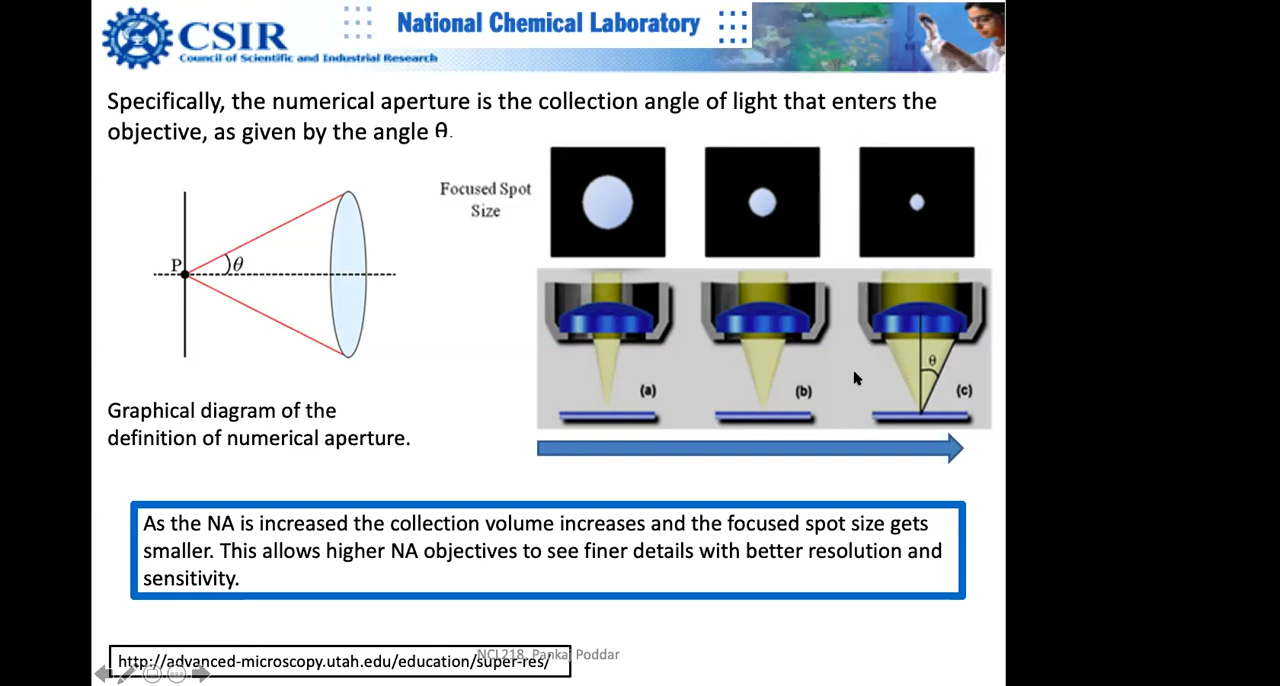 CSIR
Council of Scientific and Industrial Research
National Chemical Laboratory
Specifically, the numerical aperture is the collection angle of light that enters the
objective, as given by the angle θ.
P
θ
Graphical diagram of the
definition of numerical aperture.
Focused Spot
Size
θ
(a)
(b)
(c)
As the NA is increased the collection volume increases and the focused spot size gets
smaller. This allows higher NA objectives to see finer details with better resolution and
sensitivity.
NCL218, Pankaj Poddar
http://advanced-microscopy.utah.edu/education/super-res/